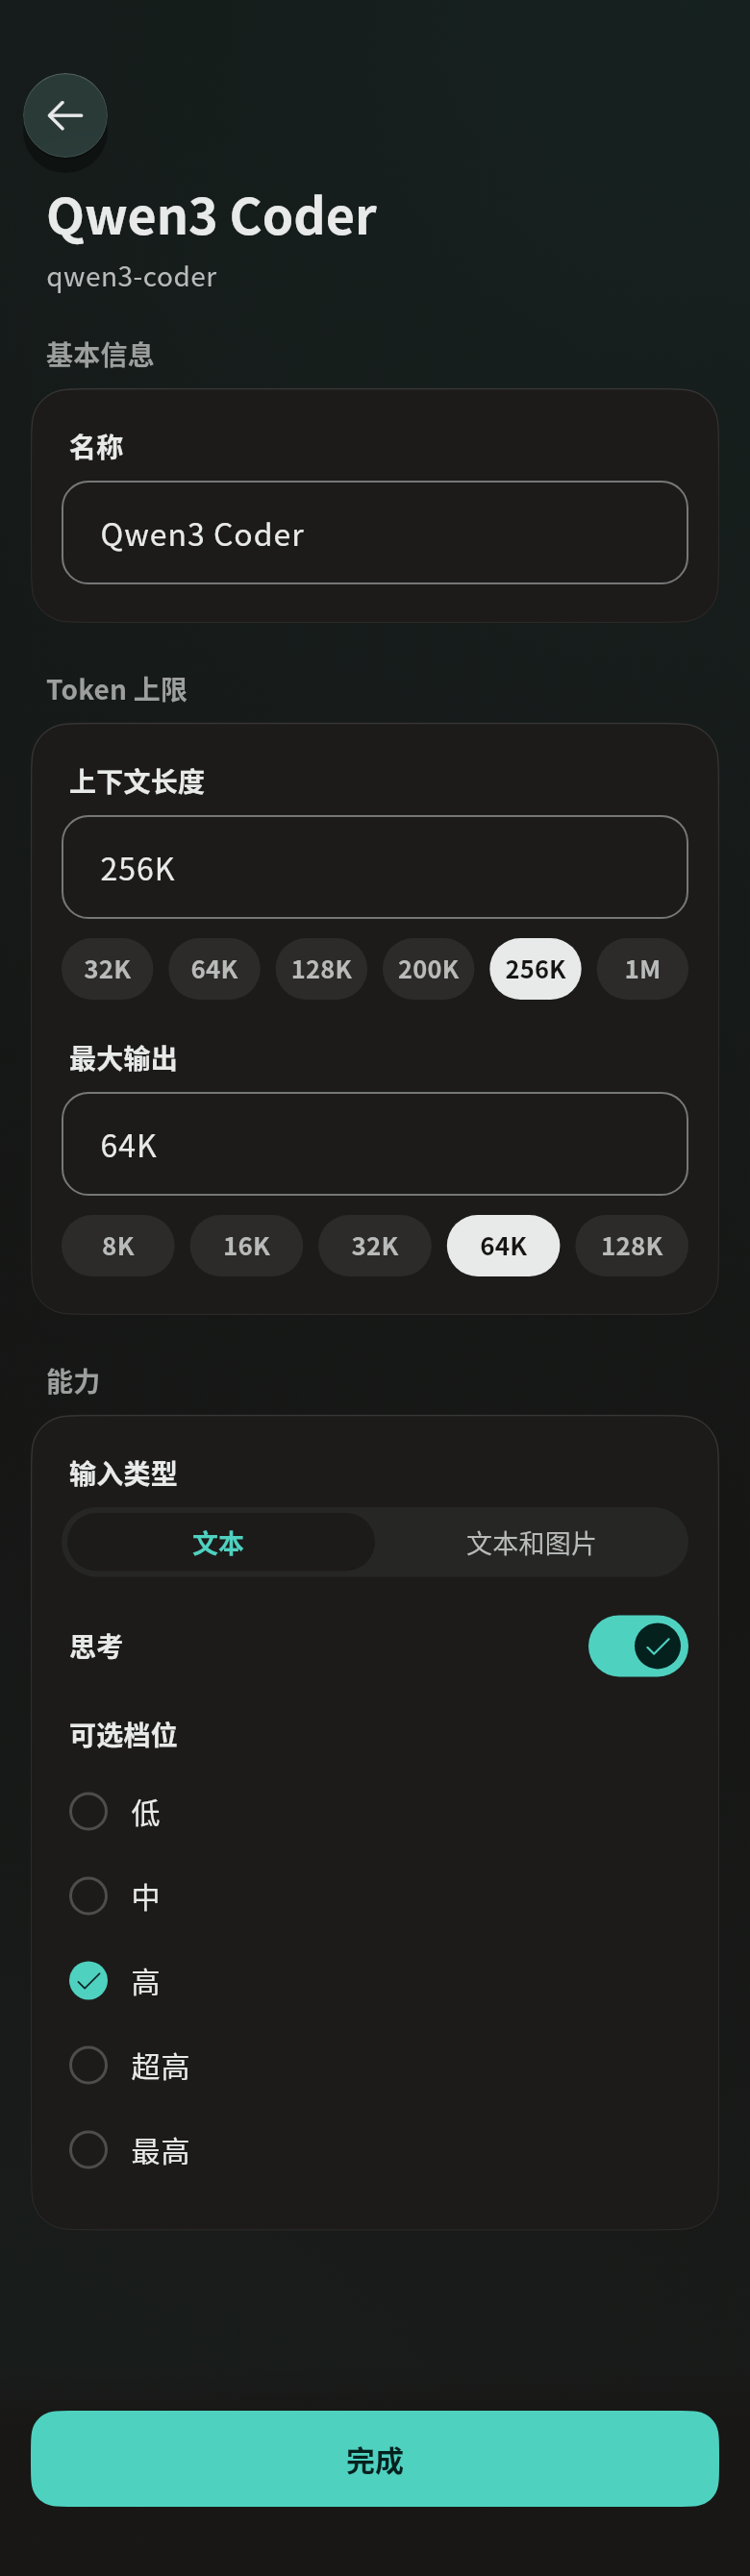 Qwen3 Coder
qwen3-coder
基本信息
名称
Qwen3 Coder
Token 上限
上下文长度
256K
32K 64K 128K 200K 256K 1M
最大输出
64K
8K 16K 32K 64K 128K
能力
输入类型
文本 文本和图片
思考
可选档位
低
中
高
超高
最高
完成